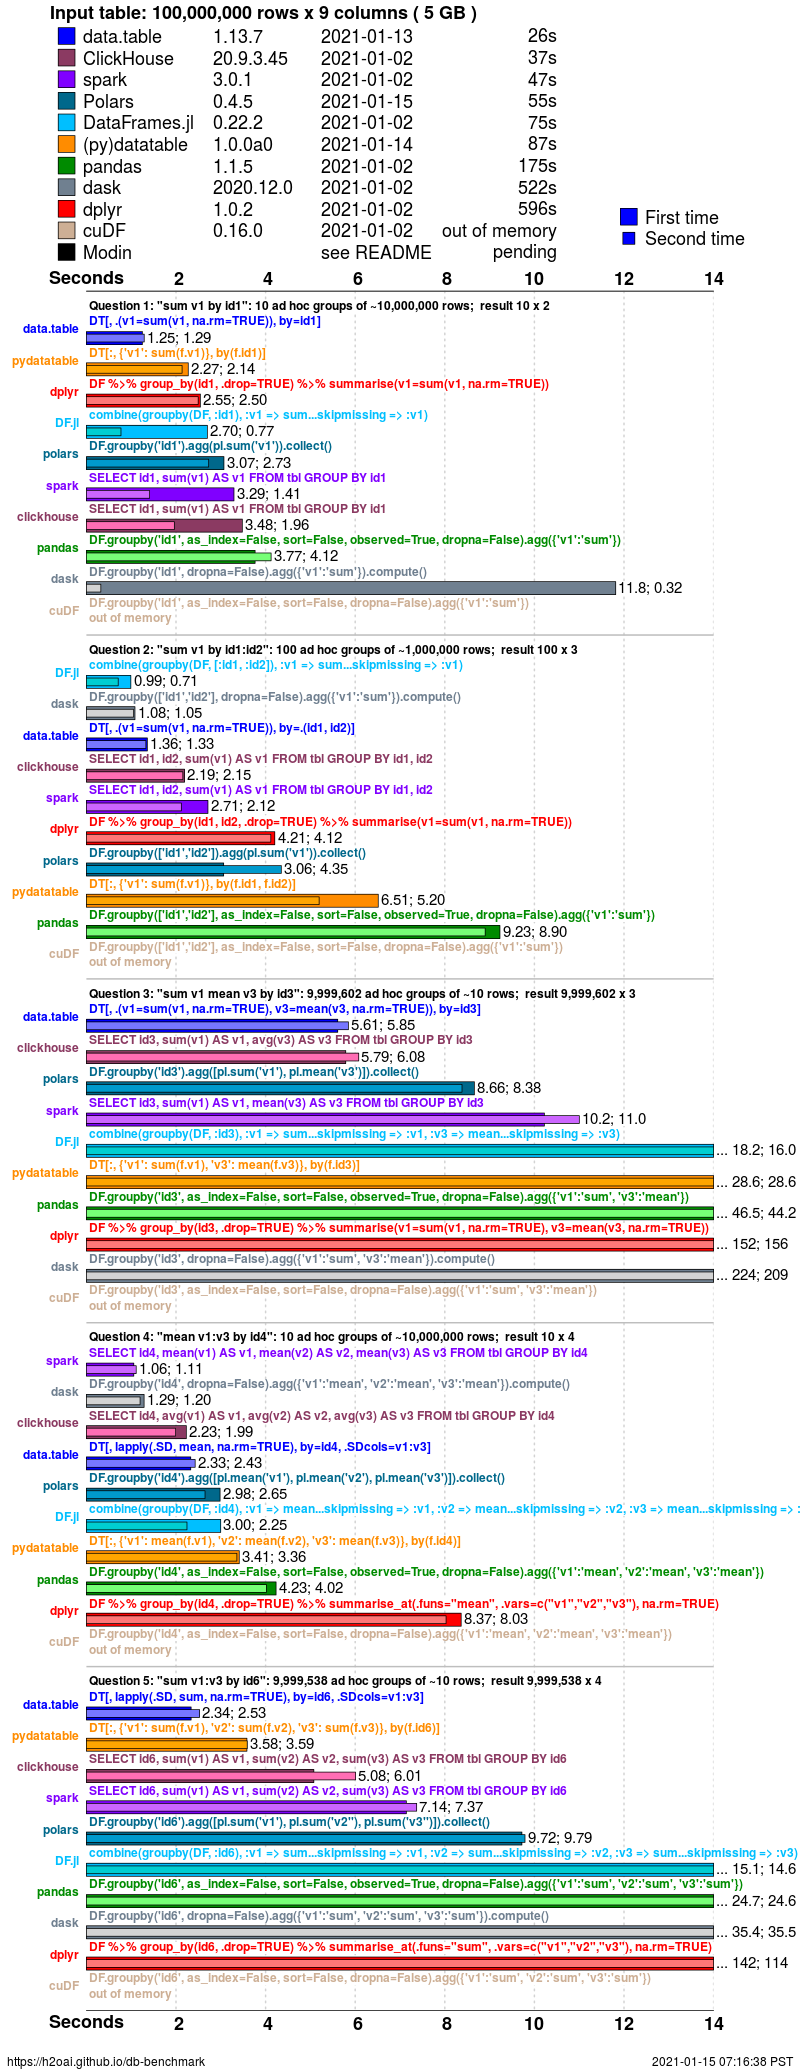 Input table: 100,000,000 rows x 9 columns ( 5 GB )
data.table 1.13.7 2021-01-13 26s
ClickHouse 20.9.3.45 2021-01-02 37s
spark 3.0.1 2021-01-02 47s
Polars 0.4.5 2021-01-15 55s
DataFrames.jl 0.22.2 2021-01-02 75s
(py)datatable 1.0.0a0 2021-01-14 87s
pandas 1.1.5 2021-01-02 175s
dask 2020.12.0 2021-01-02 522s
dplyr 1.0.2 2021-01-02 596s
cuDF 0.16.0 2021-01-02 out of memory
Modin see README pending
First time
Second time
Seconds 2 4 6 8 10 12 14
Question 1: "sum v1 by id1": 10 ad hoc groups of ~10,000,000 rows; result 10 x 2
DT[, .(v1=sum(v1, na.rm=TRUE)), by=id1]
data.table 1.25; 1.29
DT[:, {'v1': sum(f.v1)}, by(f.id1)]
pydatatable 2.27; 2.14
DF %>% group_by(id1, .drop=TRUE) %>% summarise(v1=sum(v1, na.rm=TRUE))
dplyr 2.55; 2.50
combine(groupby(DF, :id1), :v1 => sum...skipmissing => :v1)
DF.jl 2.70; 0.77
DF.groupby('id1').agg(pl.sum('v1')).collect()
polars 3.07; 2.73
SELECT id1, sum(v1) AS v1 FROM tbl GROUP BY id1
spark 3.29; 1.41
SELECT id1, sum(v1) AS v1 FROM tbl GROUP BY id1
clickhouse 3.48; 1.96
DF.groupby('id1', as_index=False, sort=False, observed=True, dropna=False).agg({'v1':'sum'})
pandas 3.77; 4.12
DF.groupby('id1', dropna=False).agg({'v1':'sum'}).compute()
dask 11.8; 0.32
DF.groupby('id1', as_index=False, sort=False, dropna=False).agg({'v1':'sum'})
cuDF out of memory
Question 2: "sum v1 by id1:id2": 100 ad hoc groups of ~1,000,000 rows; result 100 x 3
combine(groupby(DF, [:id1, :id2]), :v1 => sum...skipmissing => :v1)
DF.jl 0.99; 0.71
DF.groupby(['id1','id2'], dropna=False).agg({'v1':'sum'}).compute()
dask 1.08; 1.05
DT[, .(v1=sum(v1, na.rm=TRUE)), by=.(id1, id2)]
data.table 1.36; 1.33
SELECT id1, id2, sum(v1) AS v1 FROM tbl GROUP BY id1, id2
clickhouse 2.19; 2.15
SELECT id1, id2, sum(v1) AS v1 FROM tbl GROUP BY id1, id2
spark 2.71; 2.12
DF %>% group_by(id1, id2, .drop=TRUE) %>% summarise(v1=sum(v1, na.rm=TRUE))
dplyr 4.21; 4.12
DF.groupby(['id1','id2']).agg(pl.sum('v1')).collect()
polars 3.06; 4.35
DT[:, {'v1': sum(f.v1)}, by(f.id1, f.id2)]
pydatatable 6.51; 5.20
DF.groupby(['id1','id2'], as_index=False, sort=False, observed=True, dropna=False).agg({'v1':'sum'})
pandas 9.23; 8.90
DF.groupby(['id1','id2'], as_index=False, sort=False, dropna=False).agg({'v1':'sum'})
cuDF out of memory
Question 3: "sum v1 mean v3 by id3": 9,999,602 ad hoc groups of ~10 rows; result 9,999,602 x 3
DT[, .(v1=sum(v1, na.rm=TRUE), v3=mean(v3, na.rm=TRUE)), by=id3]
data.table 5.61; 5.85
SELECT id3, sum(v1) AS v1, avg(v3) AS v3 FROM tbl GROUP BY id3
clickhouse 5.79; 6.08
DF.groupby('id3').agg([pl.sum('v1'), pl.mean('v3')]).collect()
polars 8.66; 8.38
SELECT id3, sum(v1) AS v1, mean(v3) AS v3 FROM tbl GROUP BY id3
spark 10.2; 11.0
combine(groupby(DF, :id3), :v1 => sum...skipmissing => :v1, :v3 => mean...skipmissing => :v3)
DF.jl ... 18.2; 16.0
DT[:, {'v1': sum(f.v1), 'v3': mean(f.v3)}, by(f.id3)]
pydatatable ... 28.6; 28.6
DF.groupby('id3', as_index=False, sort=False, observed=True, dropna=False).agg({'v1':'sum', 'v3':'mean'})
pandas ... 46.5; 44.2
DF %>% group_by(id3, .drop=TRUE) %>% summarise(v1=sum(v1, na.rm=TRUE), v3=mean(v3, na.rm=TRUE))
dplyr ... 152; 156
DF.groupby('id3', dropna=False).agg({'v1':'sum', 'v3':'mean'}).compute()
dask ... 224; 209
DF.groupby('id3', as_index=False, sort=False, dropna=False).agg({'v1':'sum', 'v3':'mean'})
cuDF out of memory
Question 4: "mean v1:v3 by id4": 10 ad hoc groups of ~10,000,000 rows; result 10 x 4
SELECT id4, mean(v1) AS v1, mean(v2) AS v2, mean(v3) AS v3 FROM tbl GROUP BY id4
spark 1.06; 1.11
DF.groupby('id4', dropna=False).agg({'v1':'mean', 'v2':'mean', 'v3':'mean'}).compute()
dask 1.29; 1.20
SELECT id4, avg(v1) AS v1, avg(v2) AS v2, avg(v3) AS v3 FROM tbl GROUP BY id4
clickhouse 2.23; 1.99
DT[, lapply(.SD, mean, na.rm=TRUE), by=id4, .SDcols=v1:v3]
data.table 2.33; 2.43
DF.groupby('id4').agg([pl.mean('v1'), pl.mean('v2'), pl.mean('v3')]).collect()
polars 2.98; 2.65
combine(groupby(DF, :id4), :v1 => mean...skipmissing => :v1, :v2 => mean...skipmissing => :v2, :v3 => mean...skipmissing => :
DF.jl 3.00; 2.25
DT[:, {'v1': mean(f.v1), 'v2': mean(f.v2), 'v3': mean(f.v3)}, by(f.id4)]
pydatatable 3.41; 3.36
DF.groupby('id4', as_index=False, sort=False, observed=True, dropna=False).agg({'v1':'mean', 'v2':'mean', 'v3':'mean'})
pandas 4.23; 4.02
DF %>% group_by(id4, .drop=TRUE) %>% summarise_at(.funs="mean", .vars=c("v1","v2","v3"), na.rm=TRUE)
dplyr 8.37; 8.03
DF.groupby('id4', as_index=False, sort=False, dropna=False).agg({'v1':'mean', 'v2':'mean', 'v3':'mean'})
cuDF out of memory
Question 5: "sum v1:v3 by id6": 9,999,538 ad hoc groups of ~10 rows; result 9,999,538 x 4
DT[, lapply(.SD, sum, na.rm=TRUE), by=id6, .SDcols=v1:v3]
data.table 2.34; 2.53
DT[:, {'v1': sum(f.v1), 'v2': sum(f.v2), 'v3': sum(f.v3)}, by(f.id6)]
pydatatable 3.58; 3.59
SELECT id6, sum(v1) AS v1, sum(v2) AS v2, sum(v3) AS v3 FROM tbl GROUP BY id6
clickhouse 5.08; 6.01
SELECT id6, sum(v1) AS v1, sum(v2) AS v2, sum(v3) AS v3 FROM tbl GROUP BY id6
spark 7.14; 7.37
DF.groupby('id6').agg([pl.sum('v1'), pl.sum('v2"), pl.sum('v3")]).collect()
polars 9.72; 9.79
combine(groupby(DF, :id6), :v1 => sum...skipmissing => :v1, :v2 => sum...skipmissing => :v2, :v3 => sum...skipmissing => :v3)
DF.jl ... 15.1; 14.6
DF.groupby('id6', as_index=False, sort=False, observed=True, dropna=False).agg({'v1':'sum', 'v2':'sum', 'v3':'sum'})
pandas ... 24.7; 24.6
DF.groupby('id6', dropna=False).agg({'v1':'sum', 'v2':'sum', 'v3':'sum'}).compute()
dask ... 35.4; 35.5
DF %>% group_by(id6, .drop=TRUE) %>% summarise_at(.funs="sum", .vars=c("v1","v2","v3"), na.rm=TRUE)
dplyr ... 142; 114
DF.groupby('id6', as_index=False, sort=False, dropna=False).agg({'v1':'sum', 'v2':'sum', 'v3':'sum'})
cuDF out of memory
Seconds 2 4 6 8 10 12 14
https://h2oai.github.io/db-benchmark 2021-01-15 07:16:38 PST